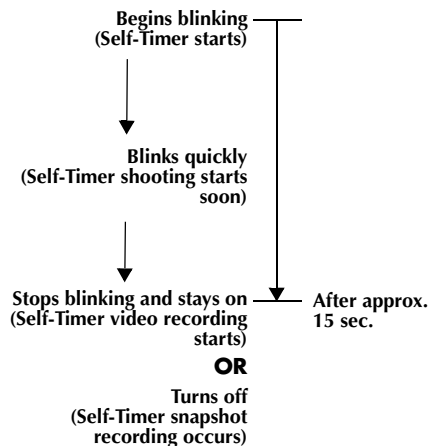 Begins blinking
(Self-Timer starts)
Blinks quickly
(Self-Timer shooting starts
soon)
Stops blinking and stays on
(Self-Timer video recording
starts)
After approx.
15 sec.
OR
Turns off
(Self-Timer snapshot
recording occurs)